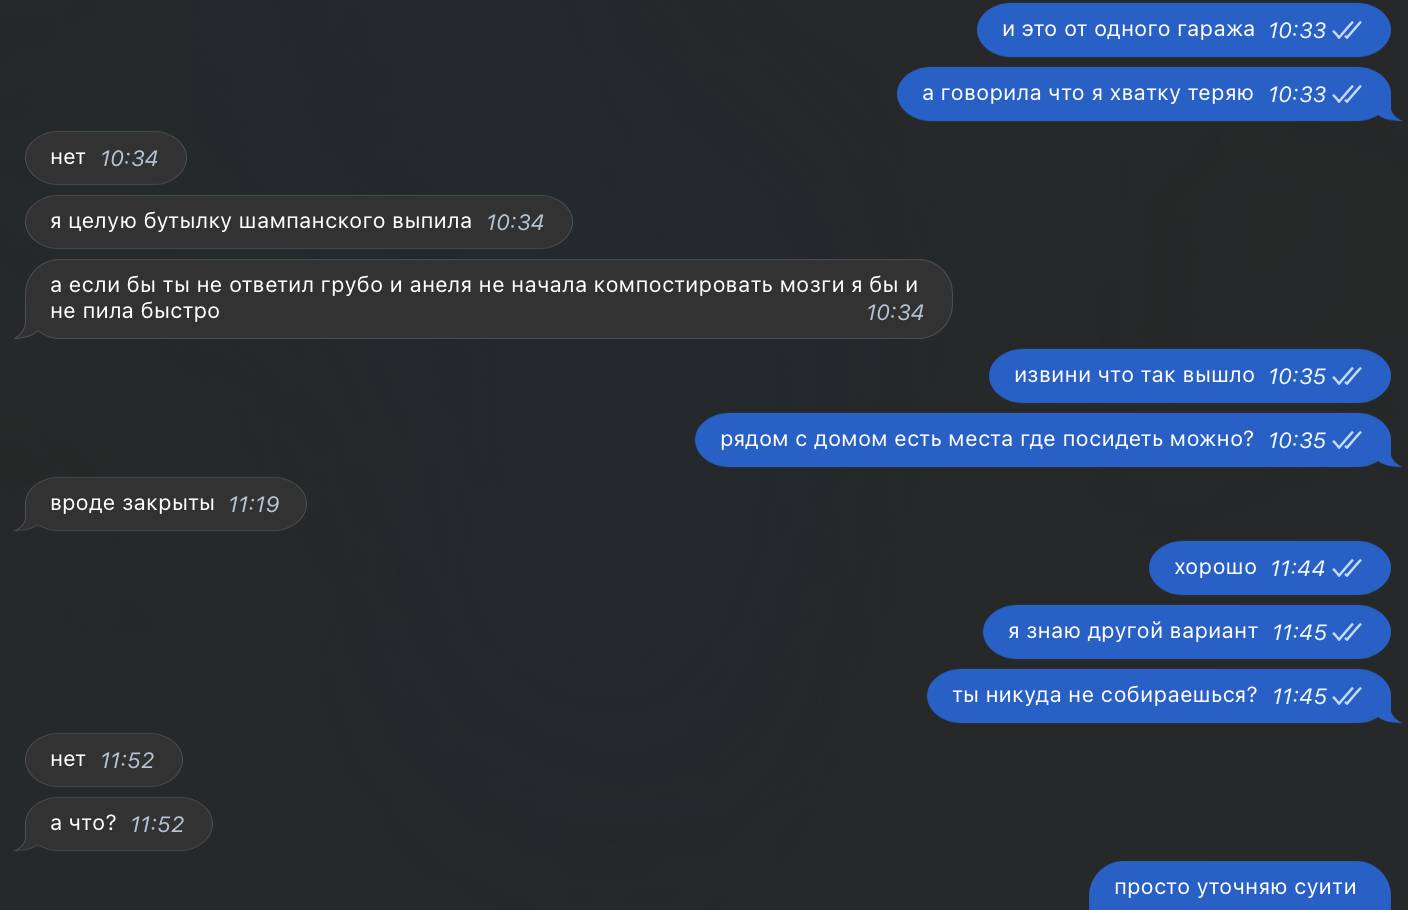 и это от одного гаража 10:33
а говорила что я хватку теряю 10:33
нет 10:34
я целую бутылку шампанского выпила 10:34
а если бы ты не ответил грубо и анеля не начала компостировать мозги я бы и
не пила быстро 10:34
извини что так вышло 10:35
рядом с домом есть места где посидеть можно? 10:35
вроде закрыты 11:19
хорошо 11:44
я знаю другой вариант 11:45
ты никуда не собираешься? 11:45
нет 11:52
а что? 11:52
просто уточняю суити